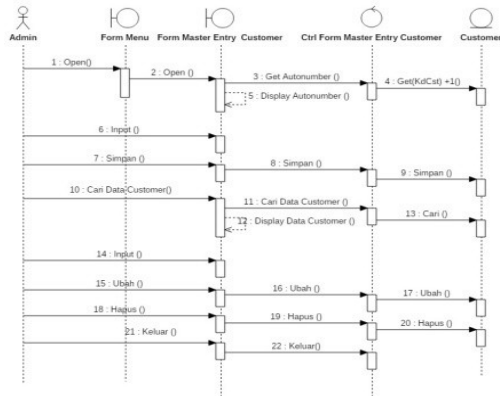 Admin
Form Menu
Form Master Entry Customer
Ctrl Form Master Entry Customer
Customer
1 : Open()
2 : Open ()
3 : Get Autonumber ()
4 : Get(KdCst) +1()
5 : Display Autonumber ()
6 : Input ()
7 : Simpan ()
8 : Simpan ()
9 : Simpan ()
10 : Cari Data Customer()
11 : Cari Data Customer ()
12 : Display Data Customer ()
13 : Cari ()
14 : Input ()
15 : Ubah ()
16 : Ubah ()
17 : Ubah ()
18 : Hapus ()
19 : Hapus ()
20 : Hapus ()
21 : Keluar ()
22 : Keluar()